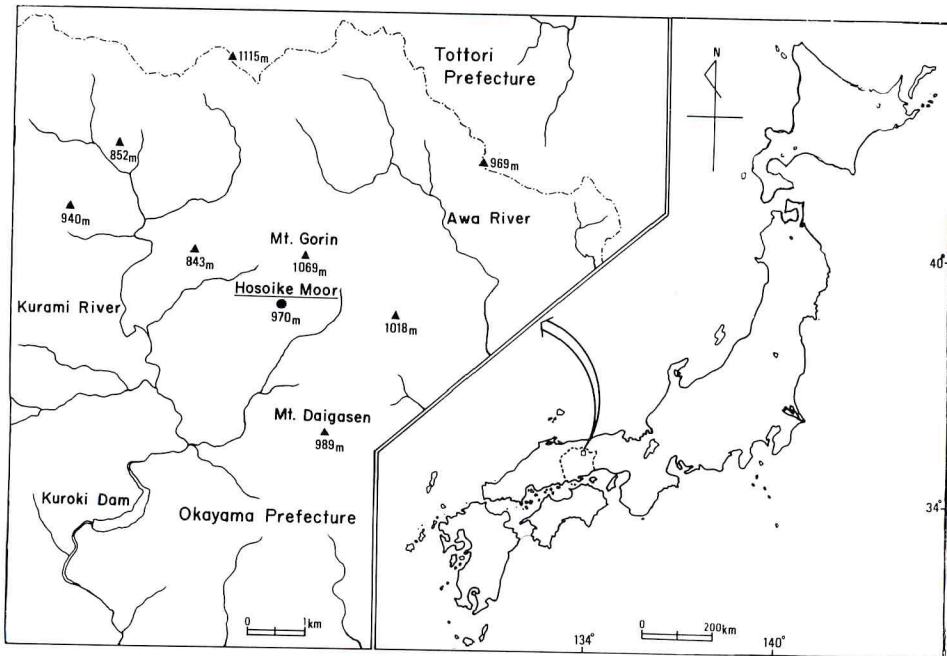 1115m
Tottori
Prefecture
N
852m
969m
940m
Awa River
Mt. Gorin
1069m
843m
Hosoike Moor
970m
Kurami River
1018m
Mt. Daigasen
989m
Kuroki Dam
Okayama Prefecture
0 1km
40°
34°
0 200km
134°
140°